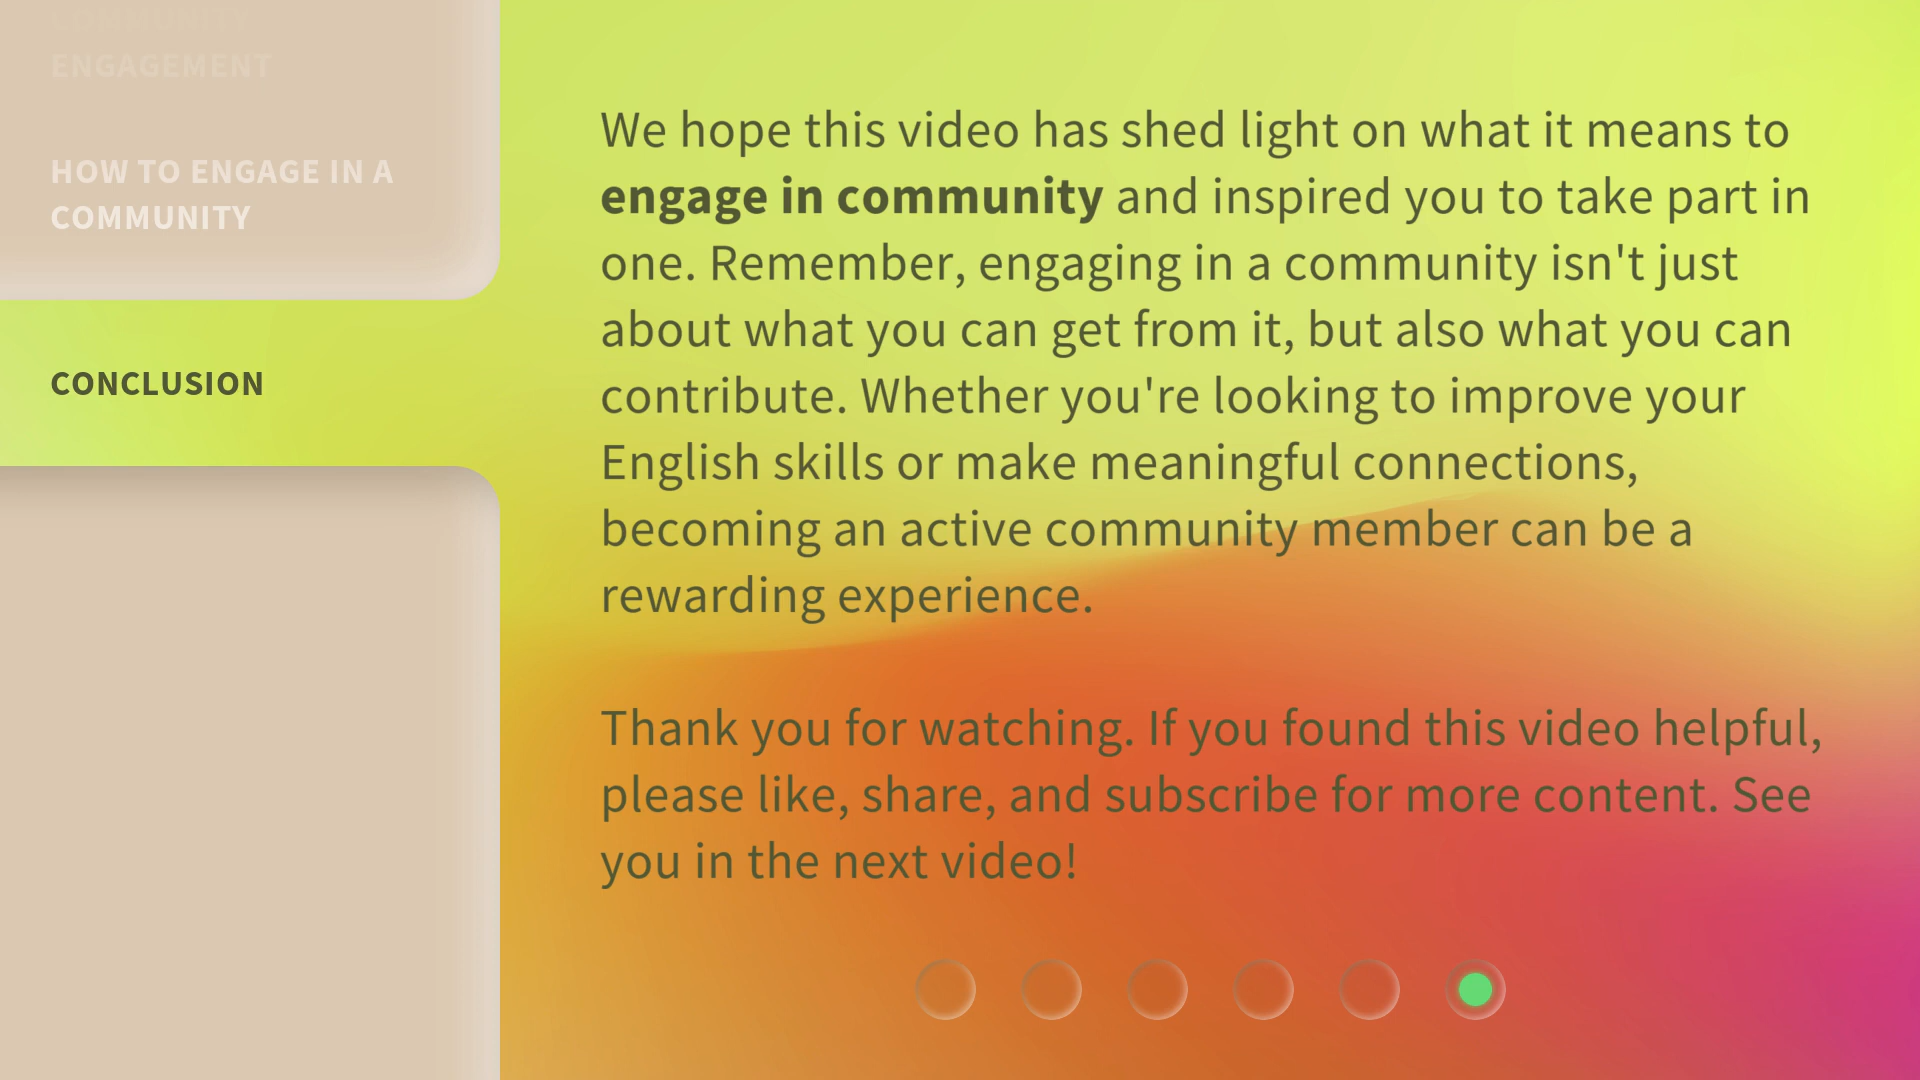 COMMUNITY
ENGAGEMENT
HOW TO ENGAGE IN A
COMMUNITY
CONCLUSION
We hope this video has shed light on what it means to
engage in community and inspired you to take part in
one. Remember, engaging in a community isn't just
about what you can get from it, but also what you can
contribute. Whether you're looking to improve your
English skills or make meaningful connections,
becoming an active community member can be a
rewarding experience.
Thank you for watching. If you found this video helpful,
please like, share, and subscribe for more content. See
you in the next video!